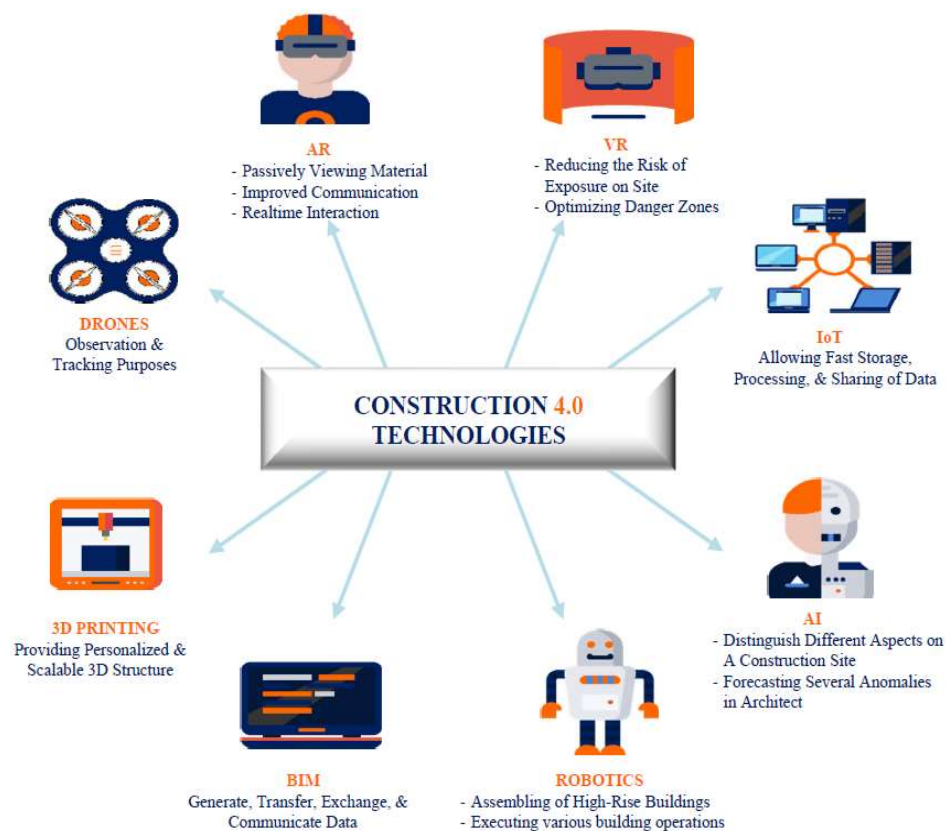 AR
- Passively Viewing Material
- Improved Communication
- Realtime Interaction
VR
- Reducing the Risk of
Exposure on Site
- Optimizing Danger Zones
DRONES
Observation &
Tracking Purposes
IoT
Allowing Fast Storage,
Processing, & Sharing of Data
CONSTRUCTION 4.0
TECHNOLOGIES
3D PRINTING
Providing Personalized &
Scalable 3D Structure
AI
- Distinguish Different Aspects on
A Construction Site
- Forecasting Several Anomalies
in Architect
BIM
Generate, Transfer, Exchange, &
Communicate Data
ROBOTICS
- Assembling of High-Rise Buildings
- Executing various building operations